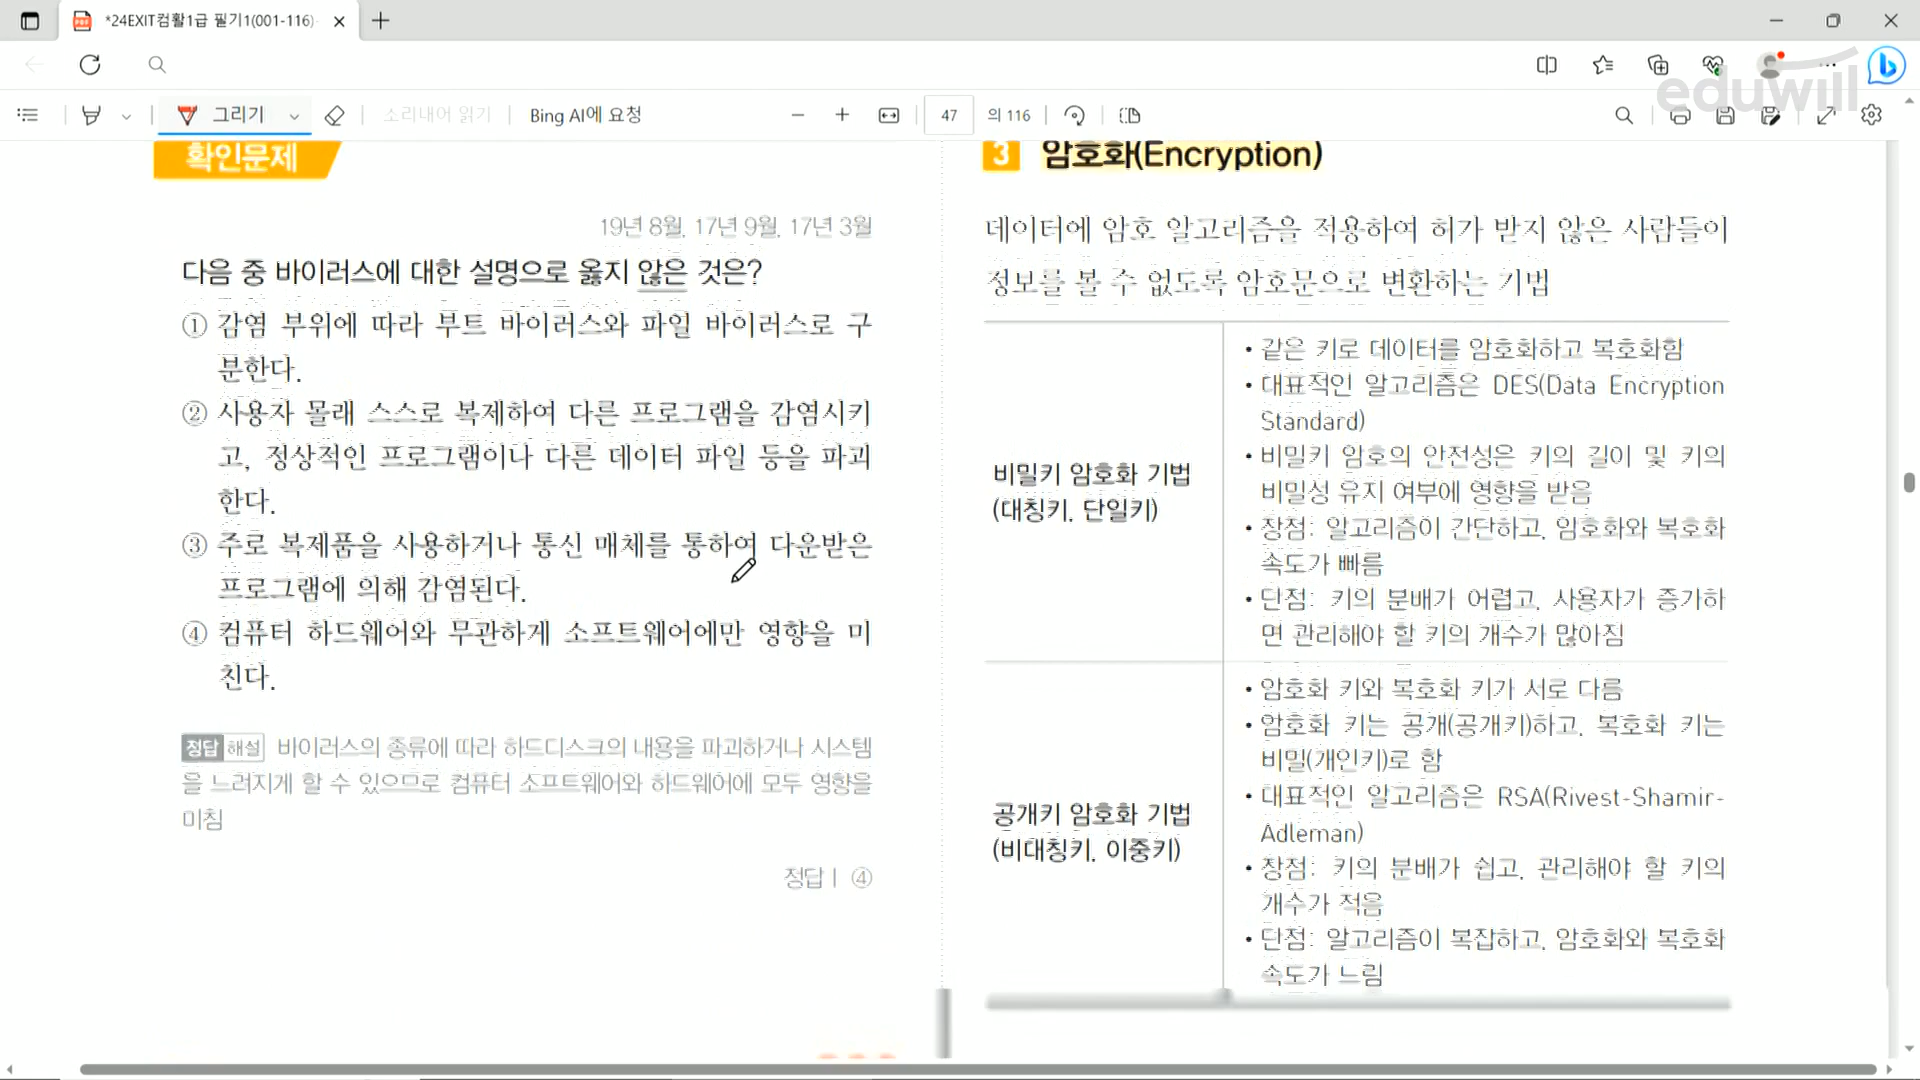 *24EXIT컴활1급 필기1(001-116)
eduwill
그리기
소리내어 읽기
Bing AI에 요청
47
의 116
확인문제
19년 8월, 17년 9월, 17년 3월
다음 중 바이러스에 대한 설명으로 옳지 않은 것은?
① 감염 부위에 따라 부트 바이러스와 파일 바이러스로 구
분한다.
② 사용자 몰래 스스로 복제하여 다른 프로그램을 감염시키
고, 정상적인 프로그램이나 다른 데이터 파일 등을 파괴
한다.
③ 주로 복제품을 사용하거나 통신 매체를 통하여 다운받은
프로그램에 의해 감염된다.
④ 컴퓨터 하드웨어와 무관하게 소프트웨어에만 영향을 미
친다.
정답 해설 바이러스의 종류에 따라 하드디스크의 내용을 파괴하거나 시스템
을 느려지게 할 수 있으므로 컴퓨터 소프트웨어와 하드웨어에 모두 영향을
미침
정답 | ④
3 암호화(Encryption)
데이터에 암호 알고리즘을 적용하여 허가 받지 않은 사람들이
정보를 볼 수 없도록 암호문으로 변환하는 기법
비밀키 암호화 기법
(대칭키, 단일키)
• 같은 키로 데이터를 암호화하고 복호화함
• 대표적인 알고리즘은 DES(Data Encryption
Standard)
• 비밀키 암호의 안전성은 키의 길이 및 키의
비밀성 유지 여부에 영향을 받음
• 장점: 알고리즘이 간단하고, 암호화와 복호화
속도가 빠름
• 단점: 키의 분배가 어렵고, 사용자가 증가하
면 관리해야 할 키의 개수가 많아짐
공개키 암호화 기법
(비대칭키, 이중키)
• 암호화 키와 복호화 키가 서로 다름
• 암호화 키는 공개(공개키)하고, 복호화 키는
비밀(개인키)로 함
• 대표적인 알고리즘은 RSA(Rivest-Shamir-
Adleman)
• 장점: 키의 분배가 쉽고, 관리해야 할 키의
개수가 적음
• 단점: 알고리즘이 복잡하고, 암호화와 복호화
속도가 느림